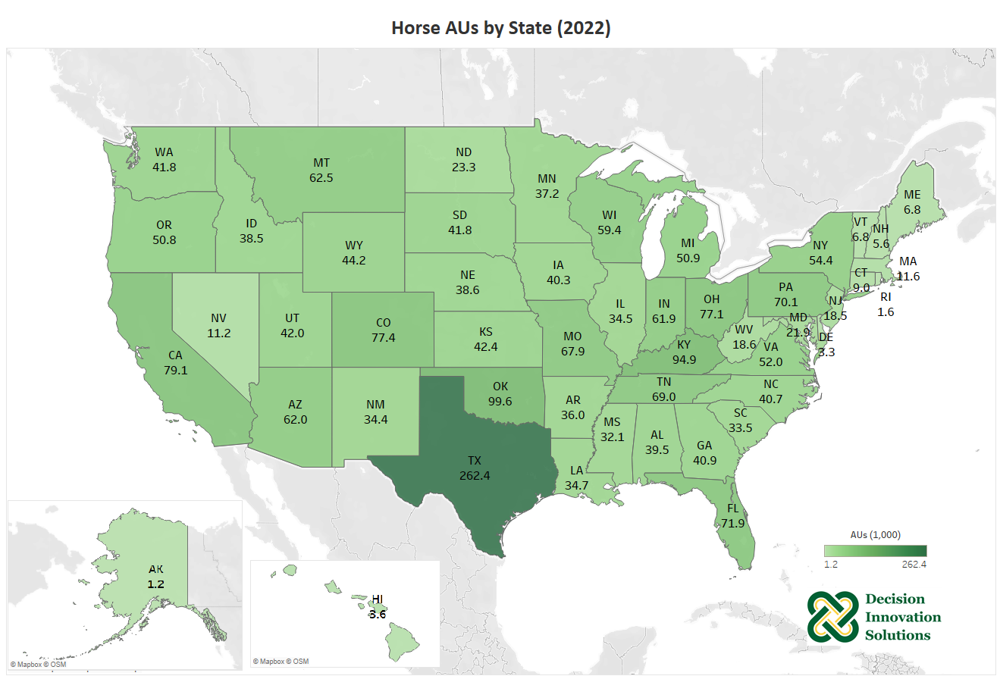 Horse AUs by State (2022)
WA
41.8
MT
62.5
ND
23.3
MN
37.2
OR
50.8
ID
38.5
WY
44.2
SD
41.8
WI
59.4
MI
50.9
NY
54.4
VT
6.8
NH
5.6
ME
6.8
MA
11.6
CT
9.0
RI
1.6
NV
11.2
UT
42.0
CO
77.4
NE
38.6
IA
40.3
IL
34.5
IN
61.9
OH
77.1
PA
70.1
NJ
18.5
MD
21.9
DE
3.3
CA
79.1
KS
42.4
MO
67.9
KY
94.9
WV
18.6
VA
52.0
AZ
62.0
NM
34.4
OK
99.6
AR
36.0
TN
69.0
NC
40.7
SC
33.5
TX
262.4
LA
34.7
MS
32.1
AL
39.5
GA
40.9
FL
71.9
AK
1.2
© Mapbox © OSM
HI
3.6
© Mapbox © OSM
AUs (1,000)
1.2 262.4
Decision
Innovation
Solutions